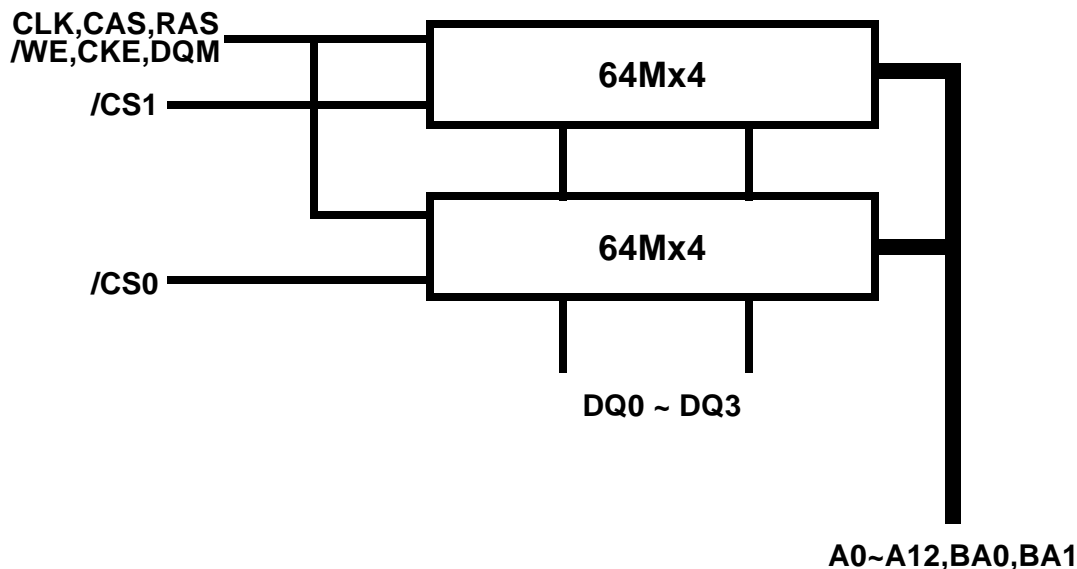 CLK,CAS,RAS
/WE,CKE,DQM
64Mx4
/CS1
64Mx4
/CS0
DQ0 ~ DQ3
A0~A12,BA0,BA1